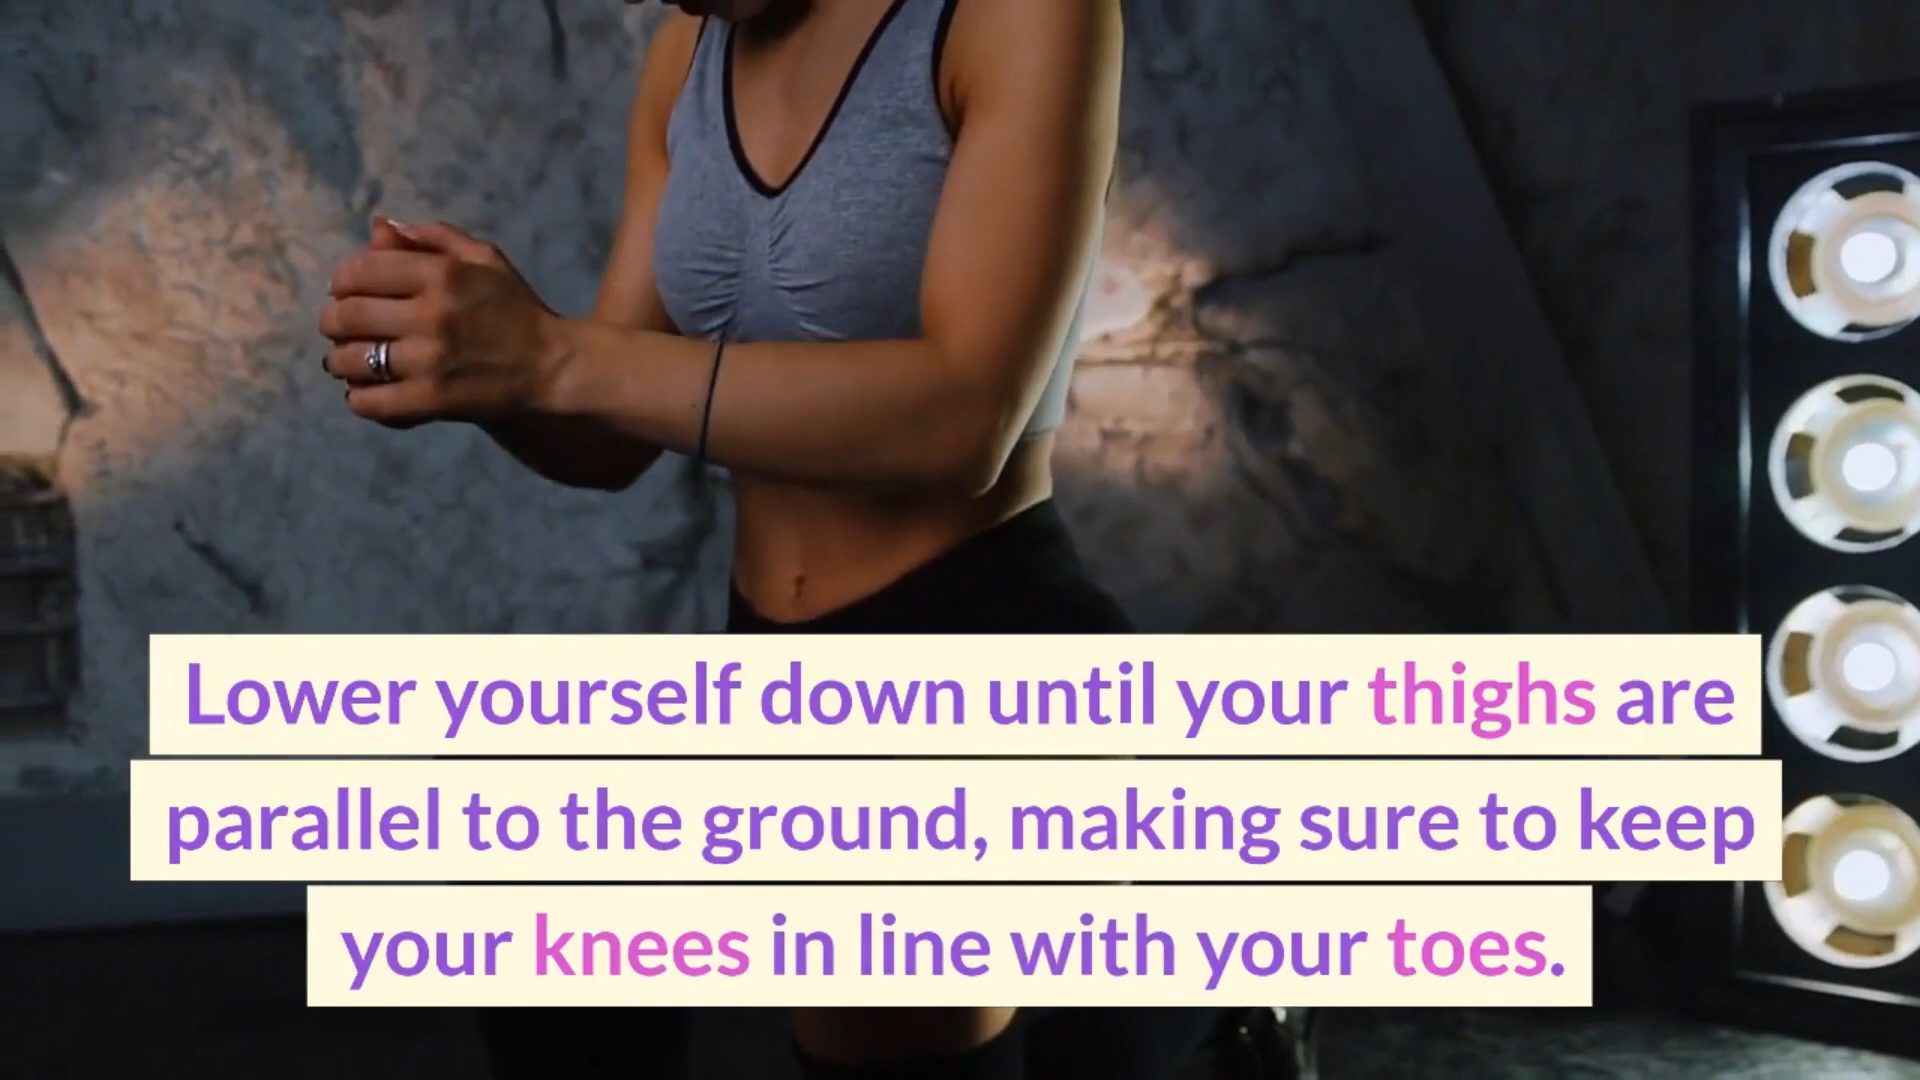 Lower yourself down until your thighs are
parallel to the ground, making sure to keep
your knees in line with your toes.